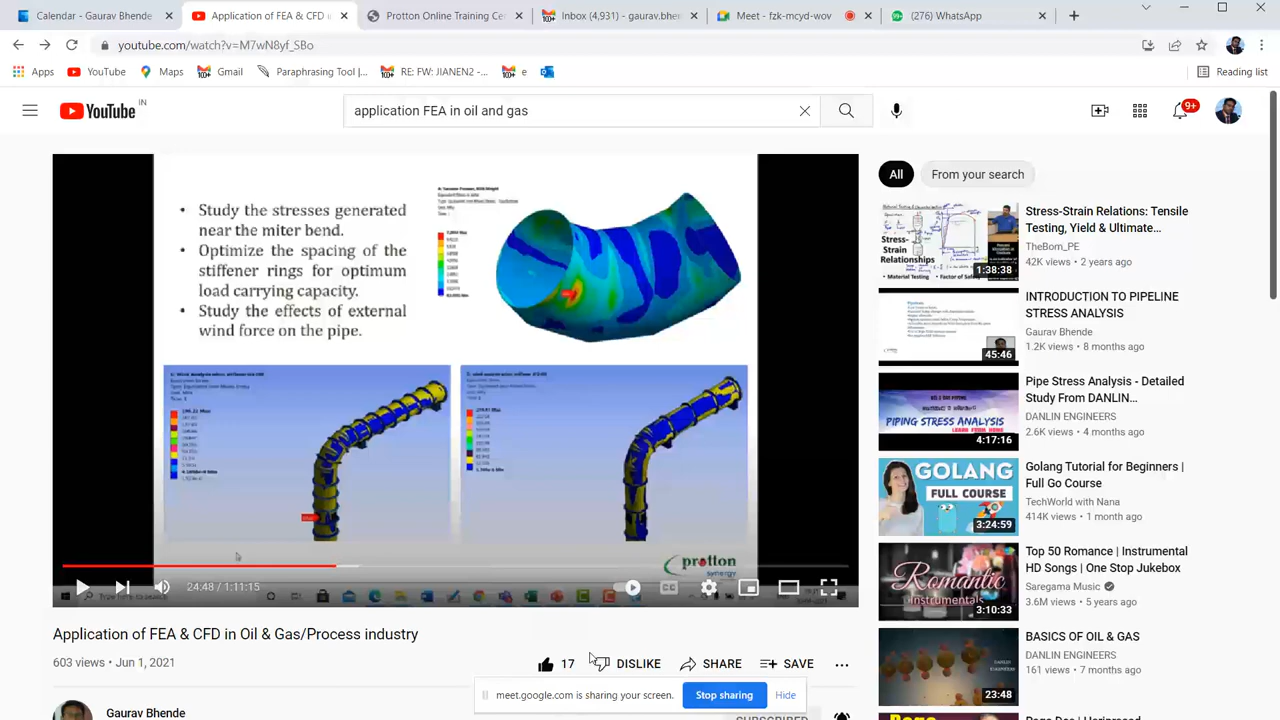 Application of FEA & CFD in
Protton Oil Training Ce
Inbox (4,931) - gaurav.bhen
Meet - fzk-mcyd-wov
(276) WhatsApp
youtube.com/watch?v=M7wN8yf_SBo
Apps
YouTube
Maps
Gmail
Paraphrasing Tool |...
RE: FW: JIANEN2 -...
e
Reading list
YouTube IN
application FEA in oil and gas
9+
• Study the stresses generated
near the miter bend.
• Optimize the spacing of the
stiffener rings for optimum
load carrying capacity.
• Study the effects of external
wind force on the pipe.
protton
synergy
24:48 / 1:11:15
Application of FEA & CFD in Oil & Gas/Process industry
603 views • Jun 1, 2021
17
DISLIKE
SHARE
SAVE
meet.google.com is sharing your screen.
Stop sharing
Hide
Gaurav Bhende
SUBSCRIBED
All
From your search
Stress-Strain Relations: Tensile
Testing, Yield & Ultimate...
TheBom_PE
42K views • 2 years ago
Stress-
Strain
Relationships
1:38:38
INTRODUCTION TO PIPELINE
STRESS ANALYSIS
Gaurav Bhende
1.2K views • 8 months ago
45:46
Pipe Stress Analysis - Detailed
Study From DANLIN...
DANLIN ENGINEERS
2.6K views • 4 months ago
PIPING STRESS ANALYSIS
LEARN FROM HOME
4:17:16
Golang Tutorial for Beginners |
Full Go Course
TechWorld with Nana
414K views • 1 month ago
GOLANG
FULL COURSE
3:24:59
Top 50 Romance | Instrumental
HD Songs | One Stop Jukebox
Saregama Music
3.6M views • 5 years ago
Romantic
Instrumentals
3:10:33
BASICS OF OIL & GAS
DANLIN ENGINEERS
161 views • 7 months ago
23:48